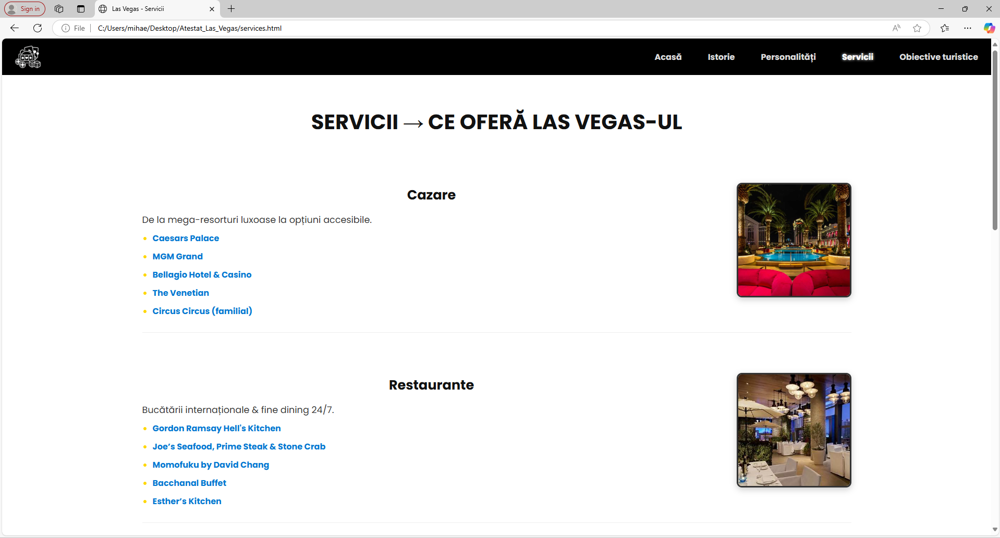 Sign in
Las Vegas - Servicii
File
C:/Users/mihae/Desktop/Atestat_Las_Vegas/services.html
Acasă
Istorie
Personalități
Servicii
Obiective turistice
SERVICII → CE OFERĂ LAS VEGAS-UL
Cazare
De la mega-resorturi luxoase la opțiuni accesibile.
Caesars Palace
MGM Grand
Bellagio Hotel & Casino
The Venetian
Circus Circus (familial)
Restaurante
Bucătării internaționale & fine dining 24/7.
Gordon Ramsay Hell's Kitchen
Joe’s Seafood, Prime Steak & Stone Crab
Momofuku by David Chang
Bacchanal Buffet
Esther’s Kitchen